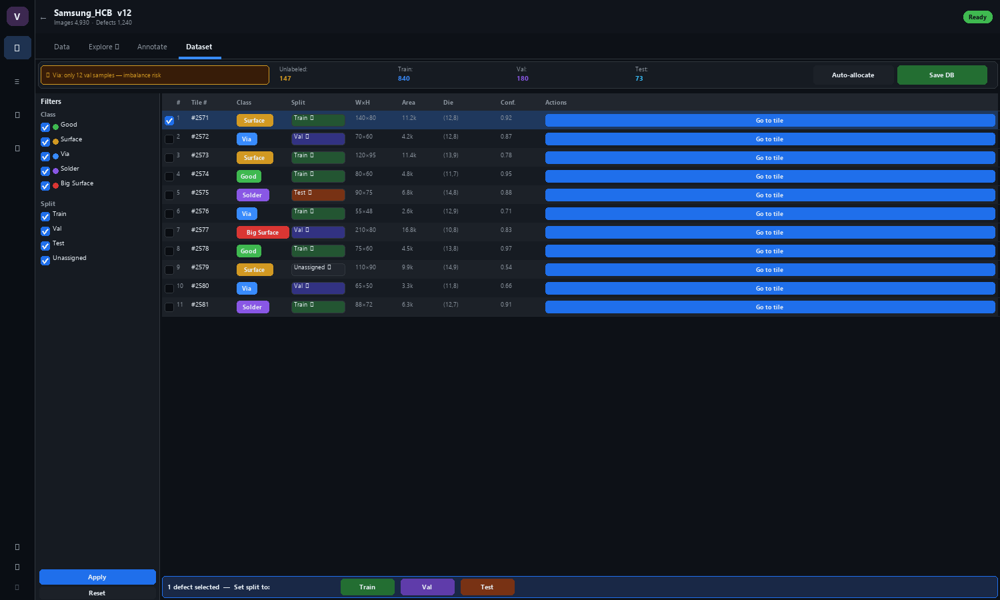 V
← Samsung_HCB v12
Images 4,930 · Defects 1,240
Ready
Data Explore Annotate Dataset
Via: only 12 val samples — imbalance risk
Unlabeled: Train: Val: Test:
147 840 180 73
Auto-allocate Save DB
Filters
Class
Good
Surface
Via
Solder
Big Surface
Split
Train
Val
Test
Unassigned
Apply
Reset
# Tile # Class Split W×H Area Die Conf. Actions
1 #2571 Surface Train 140×80 11.2k (12,8) 0.92 Go to tile
2 #2572 Via Val 70×60 4.2k (12,8) 0.87 Go to tile
3 #2573 Surface Train 120×95 11.4k (13,9) 0.78 Go to tile
4 #2574 Good Train 80×60 4.8k (11,7) 0.95 Go to tile
5 #2575 Solder Test 90×75 6.8k (14,8) 0.88 Go to tile
6 #2576 Via Train 55×48 2.6k (12,9) 0.71 Go to tile
7 #2577 Big Surface Val 210×80 16.8k (10,8) 0.83 Go to tile
8 #2578 Good Train 75×60 4.5k (13,8) 0.97 Go to tile
9 #2579 Surface Unassigned 110×90 9.9k (14,9) 0.54 Go to tile
10 #2580 Via Val 65×50 3.3k (11,8) 0.66 Go to tile
11 #2581 Solder Train 88×72 6.3k (12,7) 0.91 Go to tile
1 defect selected — Set split to: Train Val Test